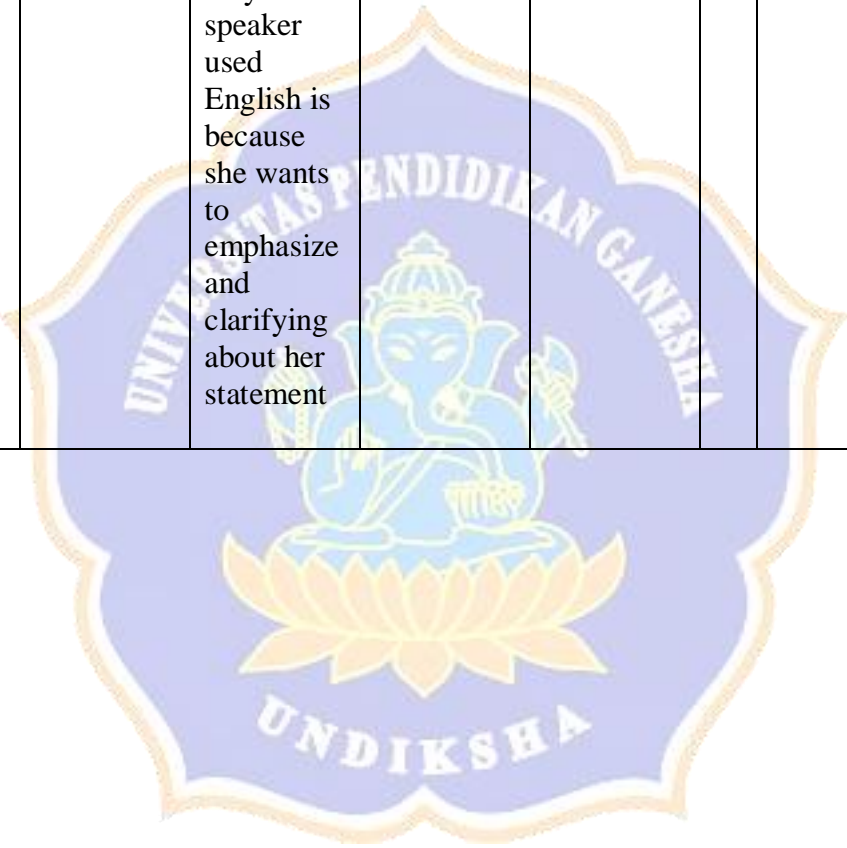 speaker
used
English is
because
she wants
to
emphasize
and
clarifying
about her
statement
UNIVERSITAS PENDIDIKAN GANESHA
UNDIKSHA